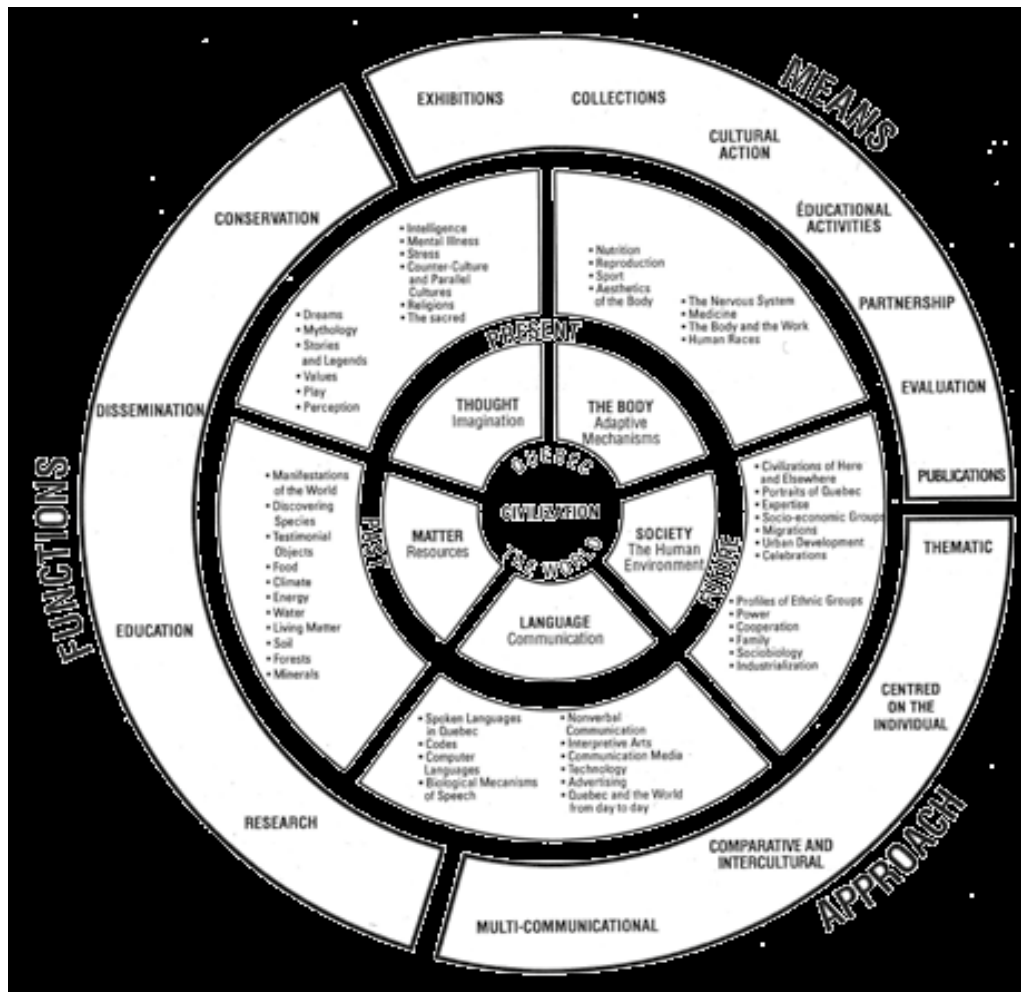 MEANS
EXHIBITIONS
COLLECTIONS
CULTURAL
ACTION
ÉDUCATIONAL
ACTIVITIES
PARTNERSHIP
EVALUATION
PUBLICATIONS
FUNCTIONS
CONSERVATION
DISSEMINATION
EDUCATION
RESEARCH
APPROACH
THEMATIC
CENTRED
ON THE
INDIVIDUAL
COMPARATIVE AND
INTERCULTURAL
MULTI-COMMUNICATIONAL
• Intelligence
• Mental Illness
• Stress
• Counter-Culture
and Parallel
Cultures
• Religions
• The sacred
• Dreams
• Mythology
• Stories
and Legends
• Values
• Play
• Perception
• Nutrition
• Reproduction
• Sport
• Aesthetics
of the Body
• The Nervous System
• Medicine
• The Body and the Work
• Human Races
• Manifestations
of the World
• Discovering
Species
• Testimonial
Objects
• Food
• Climate
• Energy
• Water
• Living Matter
• Soil
• Forests
• Minerals
• Civilizations of Here
and Elsewhere
• Portraits of Quebec
• Expertise
• Socio-economic Groups
• Migrations
• Urban Development
• Celebrations
• Profiles of Ethnic Groups
• Power
• Cooperation
• Family
• Sociobiology
• Industrialization
• Spoken Languages
in Quebec
• Codes
• Computer
Languages
• Biological Mecanisms
of Speech
• Nonverbal
Communication
• Interpretive Arts
• Communication Media
• Technology
• Advertising
• Quebec and the World
from day to day
PRESENT
PAST
FUTURE
THOUGHT
Imagination
THE BODY
Adaptive
Mechanisms
MATTER
Resources
SOCIETY
The Human
Environment
LANGUAGE
Communication
QUEBEC
CIVILIZATION
THE WORLD